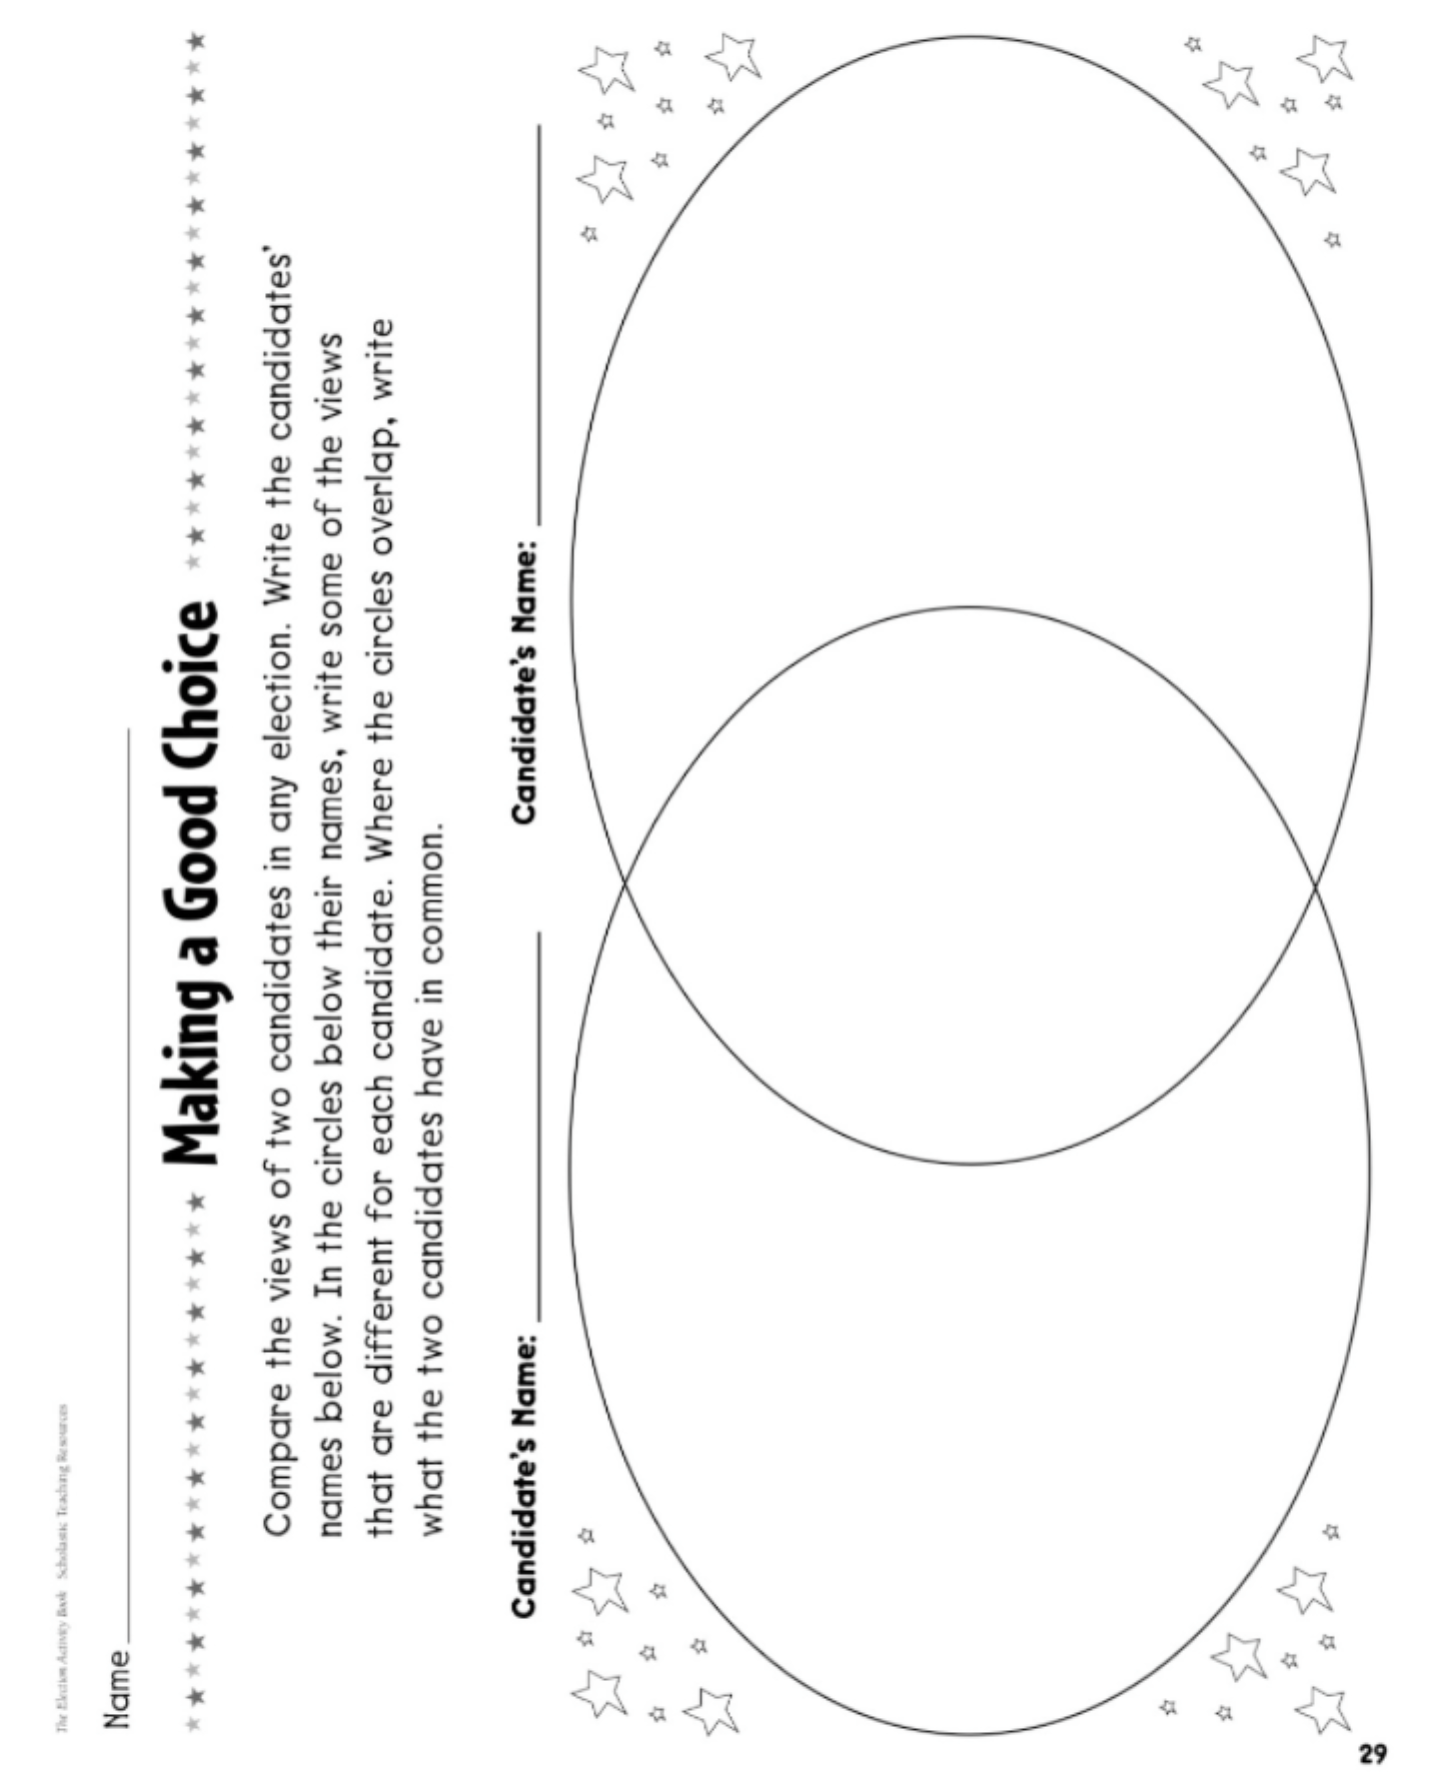 The Election Activity Book   Scholastic Teaching Resources
Name
Making a Good Choice
Compare the views of two candidates in any election. Write the candidates'
names below. In the circles below their names, write some of the views
that are different for each candidate. Where the circles overlap, write
what the two candidates have in common.
Candidate's Name:
Candidate's Name:
29